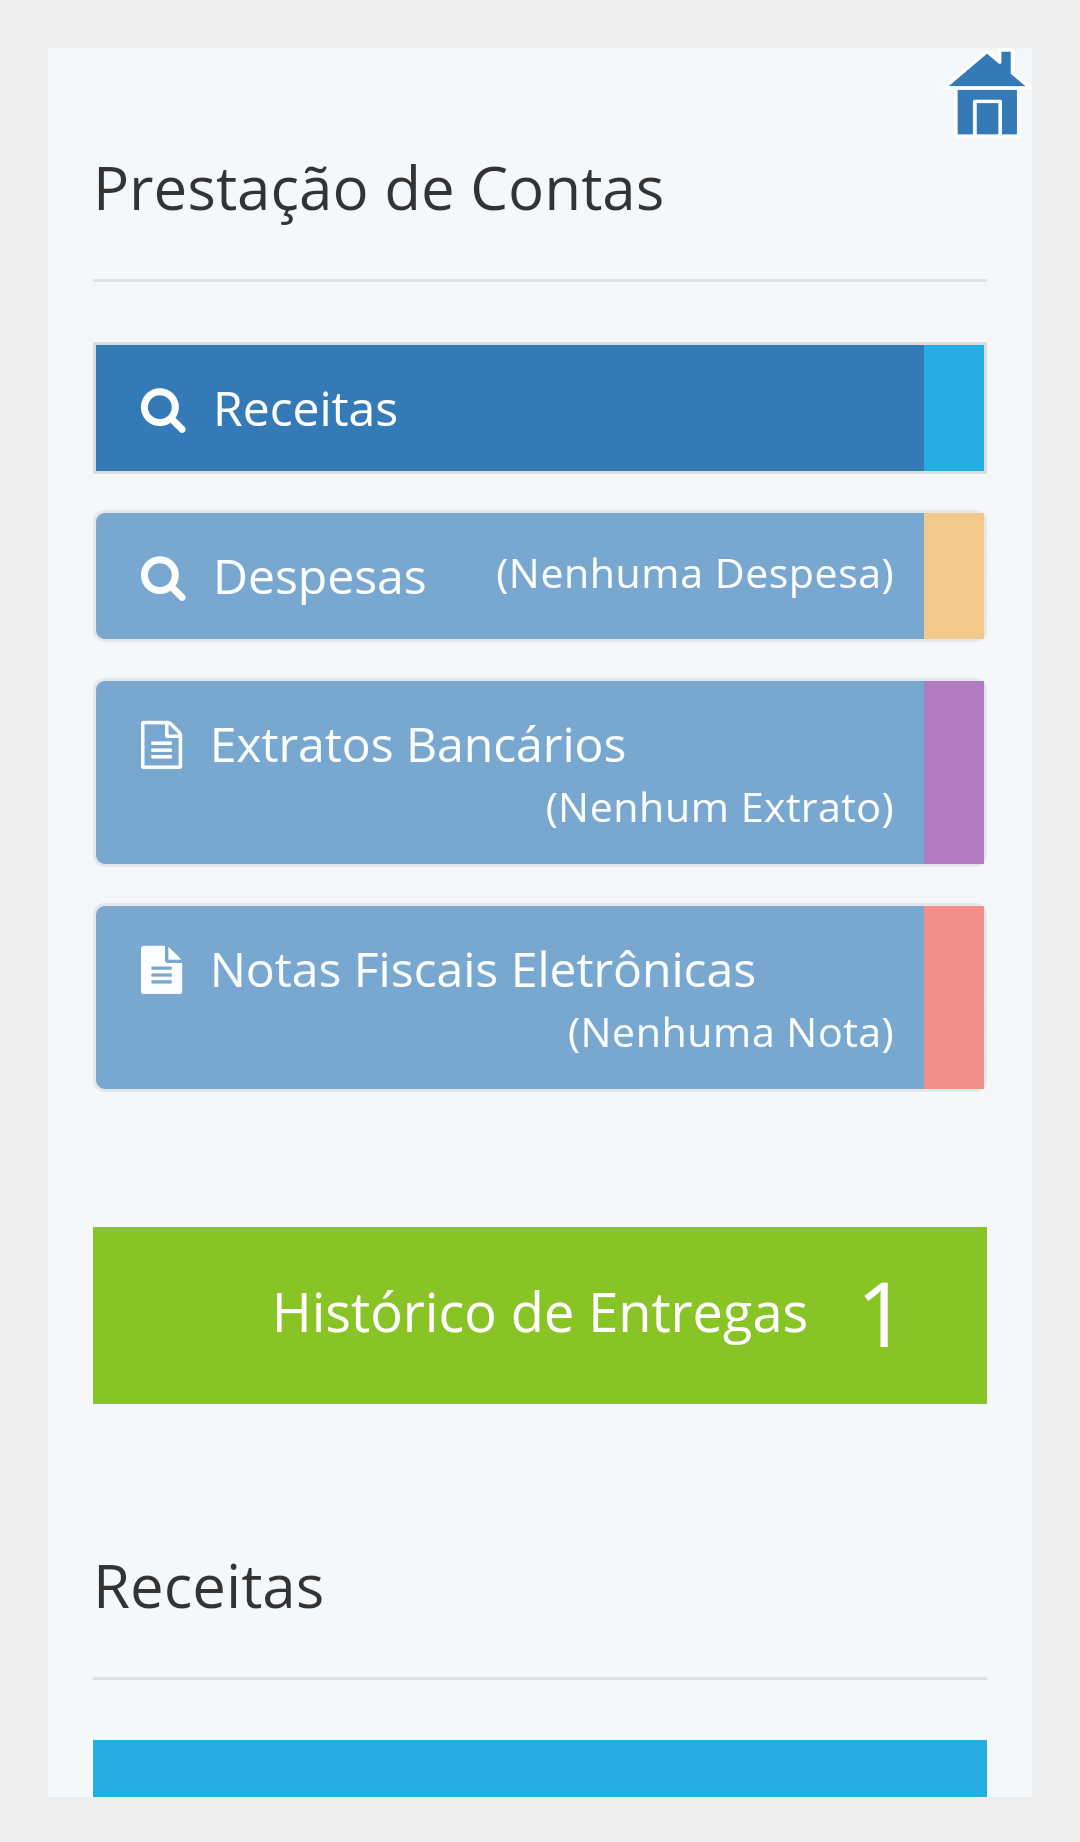 Prestação de Contas
Receitas
Despesas (Nenhuma Despesa)
Extratos Bancários
(Nenhum Extrato)
Notas Fiscais Eletrônicas
(Nenhuma Nota)
Histórico de Entregas 1
Receitas